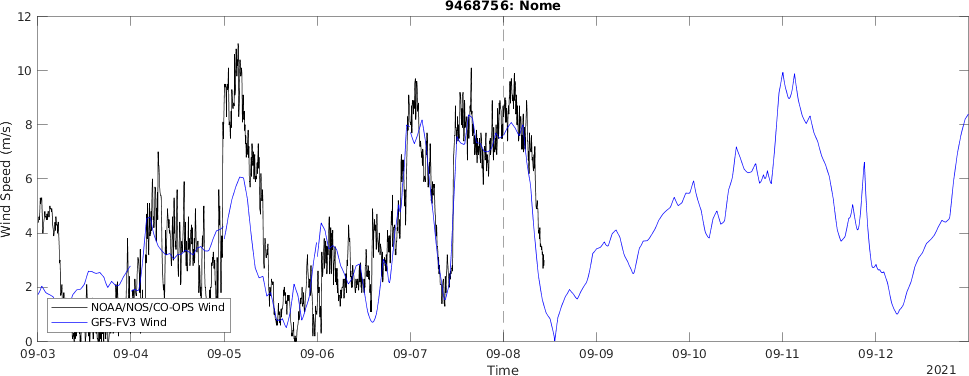 9468756: Nome
Wind Speed (m/s)
12
10
8
6
4
2
0
NOAA/NOS/CO-OPS Wind
GFS-FV3 Wind
09-03 09-04 09-05 09-06 09-07 09-08 09-09 09-10 09-11 09-12
Time
2021